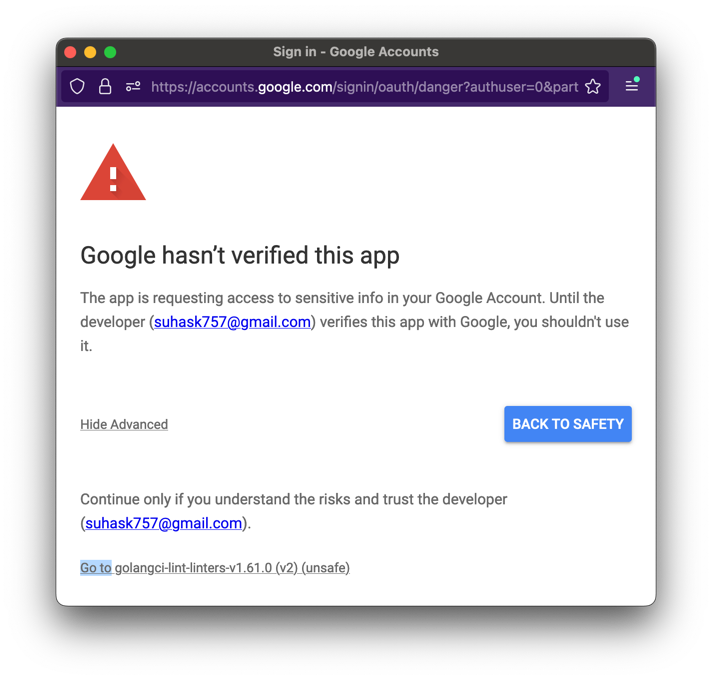 Sign in - Google Accounts
https://accounts.google.com/signin/oauth/danger?authuser=0&part
Google hasn’t verified this app
The app is requesting access to sensitive info in your Google Account. Until the
developer (suhask757@gmail.com) verifies this app with Google, you shouldn't use
it.
Hide Advanced
BACK TO SAFETY
Continue only if you understand the risks and trust the developer
(suhask757@gmail.com).
Go to golangci-lint-linters-v1.61.0 (v2) (unsafe)